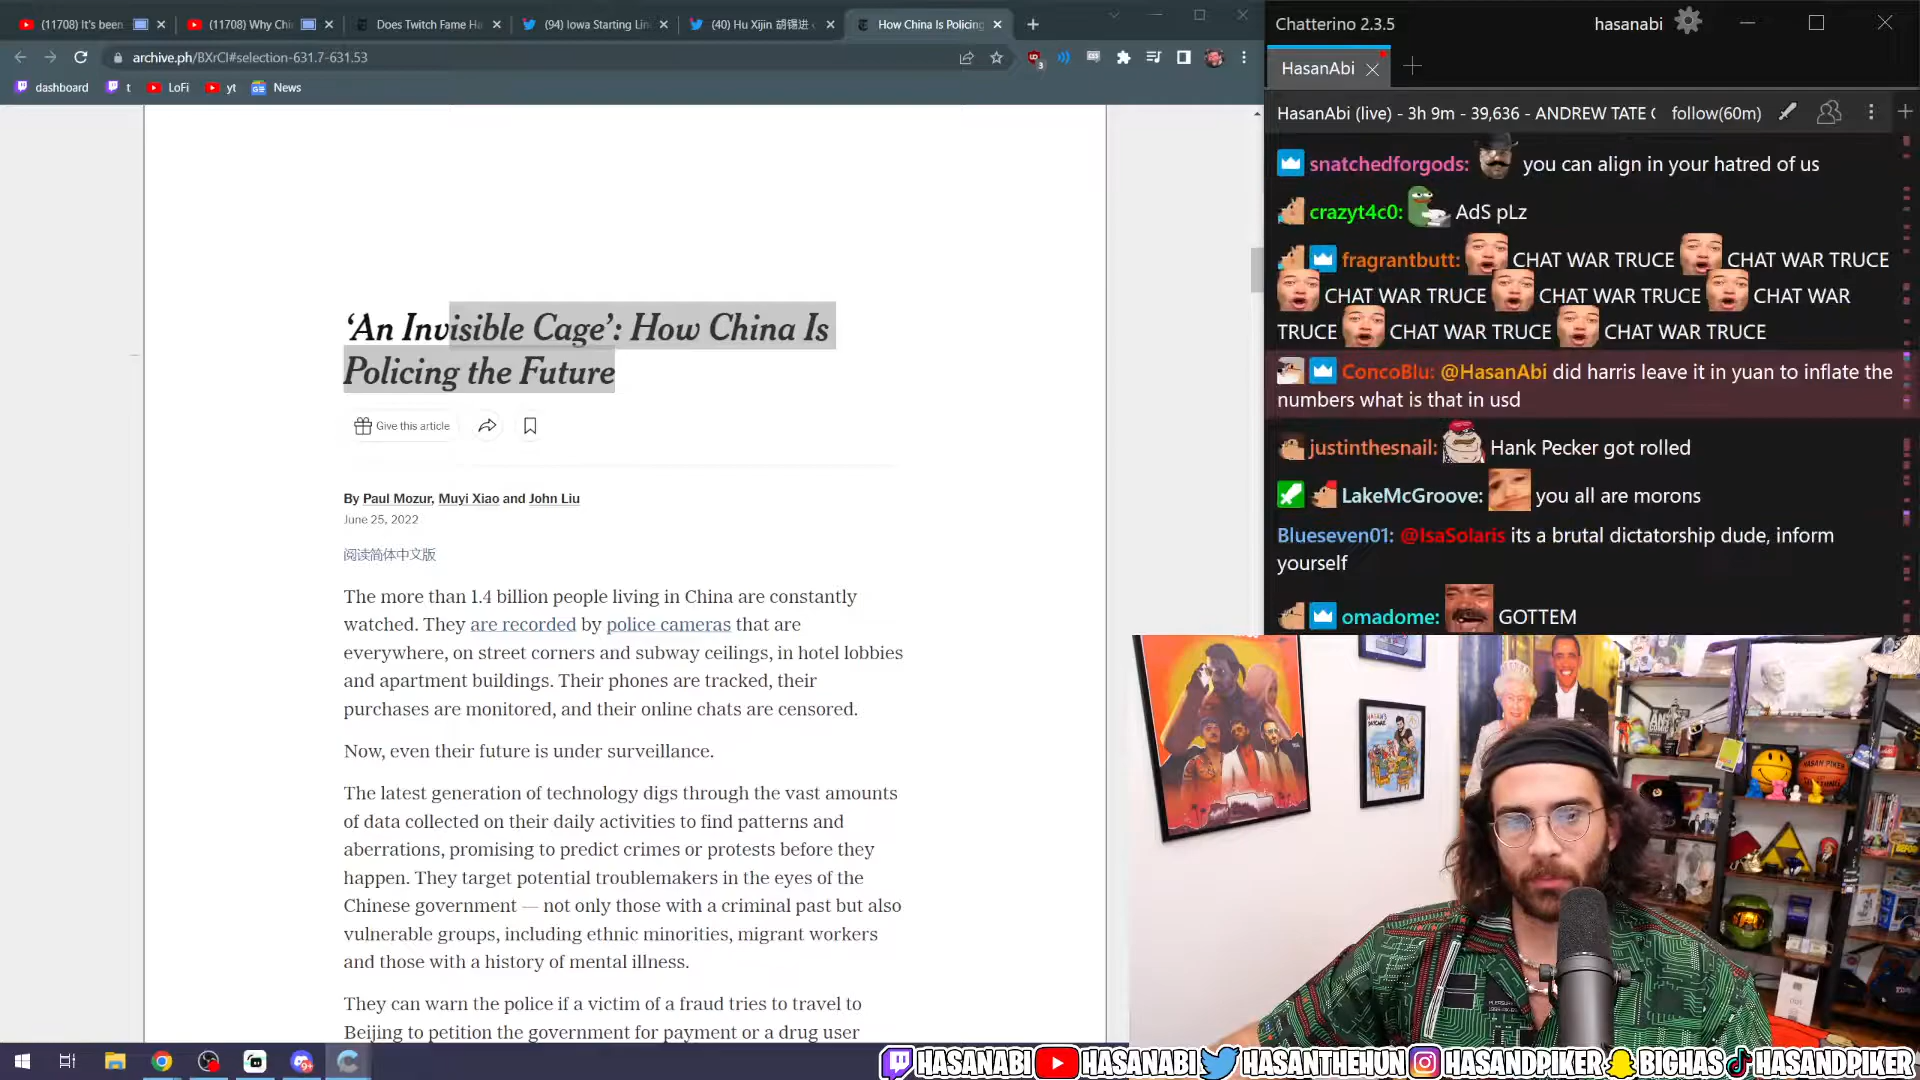 (11708) It's been
(11708) Why Chi
Does Twitch Fame Ha
(94) Iowa Starting Lin
(40) Hu Xijin 胡锡进
How China Is Policing
archive.ph/BXrCl#selection-631.7-631.53
dashboard
t
LoFi
yt
News
‘An Invisible Cage’: How China Is
Policing the Future
Give this article
By Paul Mozur, Muyi Xiao and John Liu
June 25, 2022
阅读简体中文版
The more than 1.4 billion people living in China are constantly
watched. They are recorded by police cameras that are
everywhere, on street corners and subway ceilings, in hotel lobbies
and apartment buildings. Their phones are tracked, their
purchases are monitored, and their online chats are censored.
Now, even their future is under surveillance.
The latest generation of technology digs through the vast amounts
of data collected on their daily activities to find patterns and
aberrations, promising to predict crimes or protests before they
happen. They target potential troublemakers in the eyes of the
Chinese government — not only those with a criminal past but also
vulnerable groups, including ethnic minorities, migrant workers
and those with a history of mental illness.
They can warn the police if a victim of a fraud tries to travel to
Beijing to petition the government for payment or a drug user
Chatterino 2.3.5
hasanabi
HasanAbi
HasanAbi (live) - 3h 9m - 39,636 - ANDREW TATE
follow(60m)
snatchedforgods: you can align in your hatred of us
crazyt4c0: AdS pLz
fragrantbutt: CHAT WAR TRUCE CHAT WAR TRUCE
CHAT WAR TRUCE CHAT WAR TRUCE CHAT WAR
TRUCE CHAT WAR TRUCE CHAT WAR TRUCE
ConcoBlu: @HasanAbi did harris leave it in yuan to inflate the
numbers what is that in usd
justinthesnail: Hank Pecker got rolled
LakeMcGroove: you all are morons
Blueseven01: @IsaSolaris its a brutal dictatorship dude, inform
yourself
omadome: GOTTEM
HASANABI HASANABI HASANTHEHUN HASANDPIKER BIGHAS HASANDPIKER